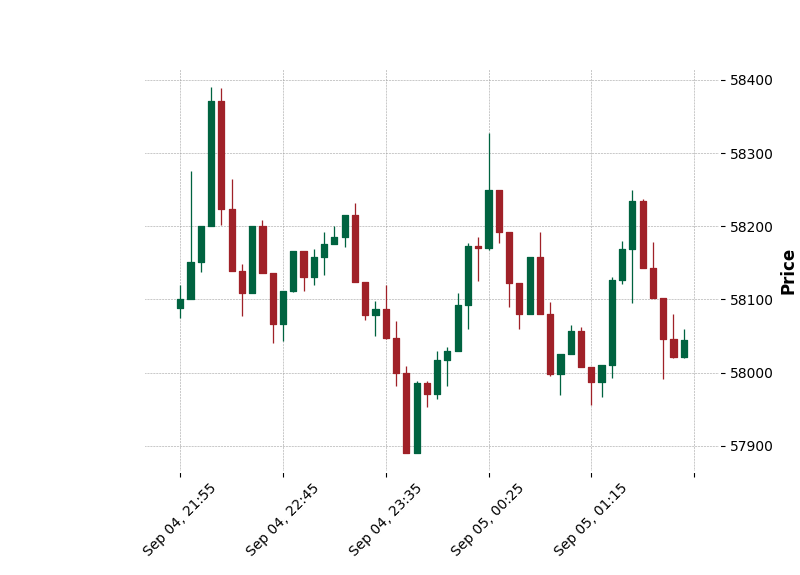 58400
58300
58200
58100
58000
57900
Price
Sep 04, 21:55
Sep 04, 22:45
Sep 04, 23:35
Sep 05, 00:25
Sep 05, 01:15